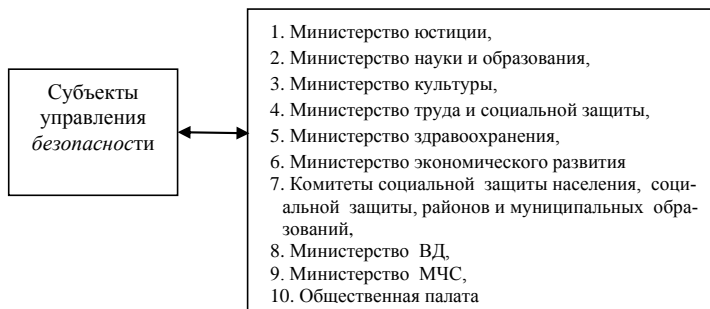 Субъекты
управления
безопасности
1. Министерство юстиции,
2. Министерство науки и образования,
3. Министерство культуры,
4. Министерство труда и социальной защиты,
5. Министерство здравоохранения,
6. Министерство экономического развития
7. Комитеты социальной защиты населения, соци-
альной защиты, районов и муниципальных обра-
зований,
8. Министерство ВД,
9. Министерство МЧС,
10. Общественная палата